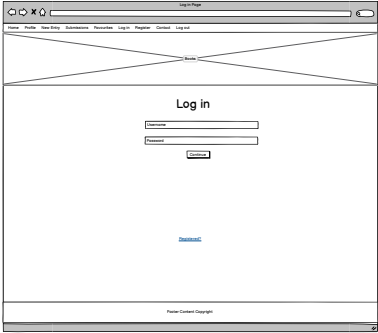 Log in Page
Home Profile New Entry Submissions Favourites Log in Register Contact Log out
Books
Log in
Username
Password
Continue
Registered?
Footer Content Copyright